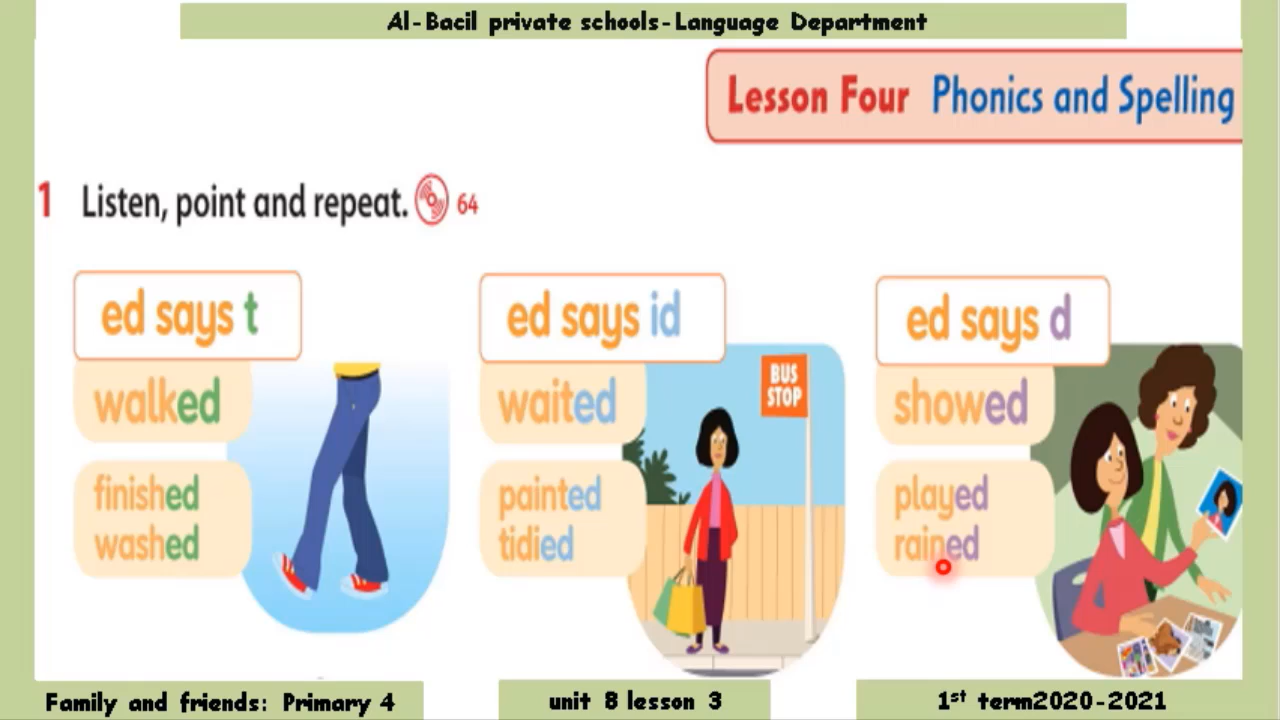 Al-Bacil private schools-Language Department
Lesson Four Phonics and Spelling
1 Listen, point and repeat. 64
ed says t
walked
finished
washed
ed says id
waited
painted
tidied
BUS
STOP
ed says d
showed
played
rained
Family and friends: Primary 4
unit 8 lesson 3
1st term2020-2021